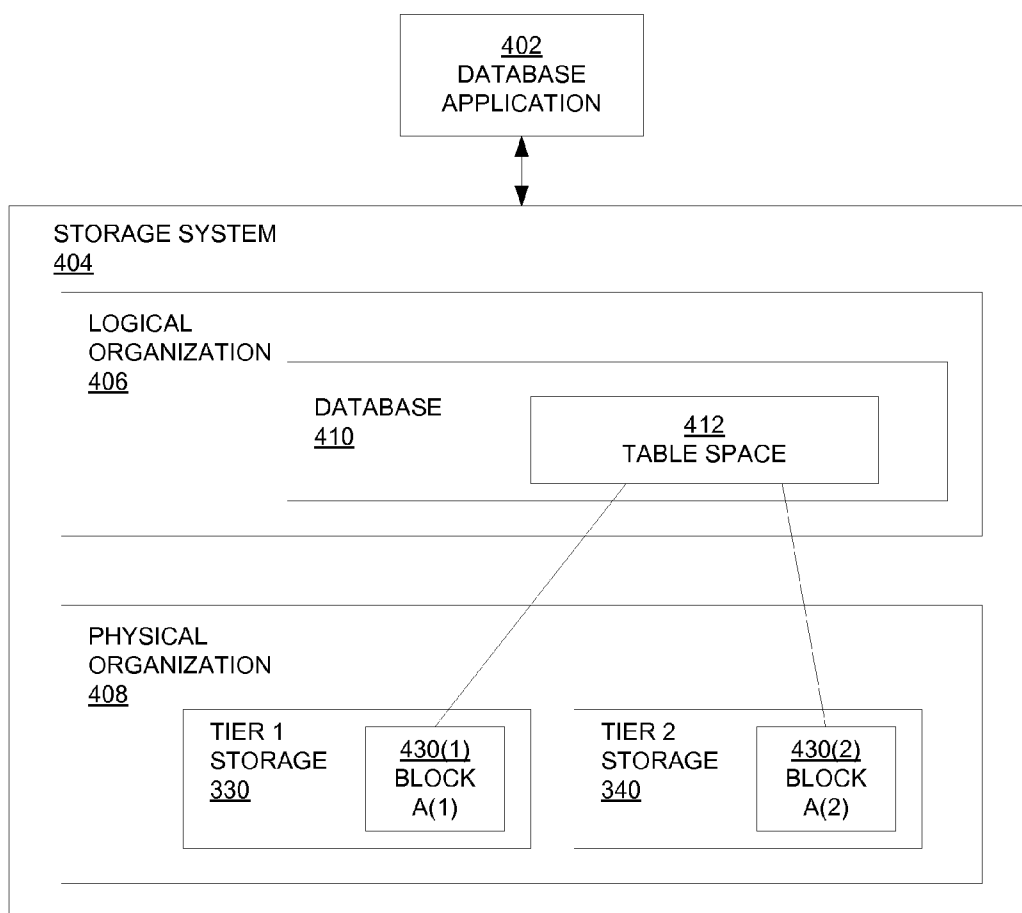 402
DATABASE
APPLICATION
STORAGE SYSTEM
404
LOGICAL
ORGANIZATION
406
DATABASE
410
412
TABLE SPACE
PHYSICAL
ORGANIZATION
408
TIER 1
STORAGE
330
430(1)
BLOCK
A(1)
TIER 2
STORAGE
340
430(2)
BLOCK
A(2)